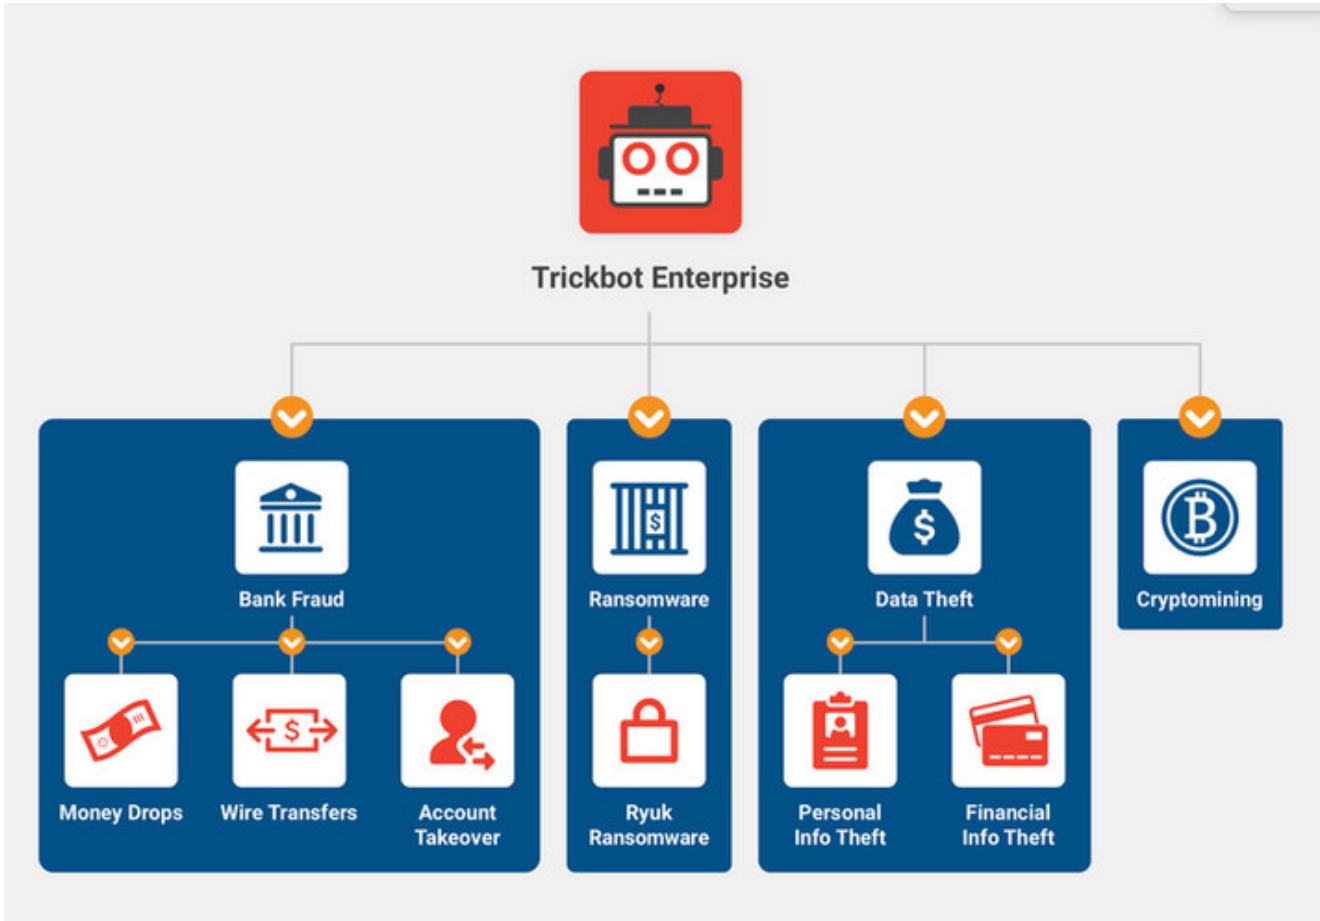 Trickbot Enterprise
Bank Fraud
Ransomware
Data Theft
Cryptomining
Money Drops
Wire Transfers
Account
Takeover
Ryuk
Ransomware
Personal
Info Theft
Financial
Info Theft